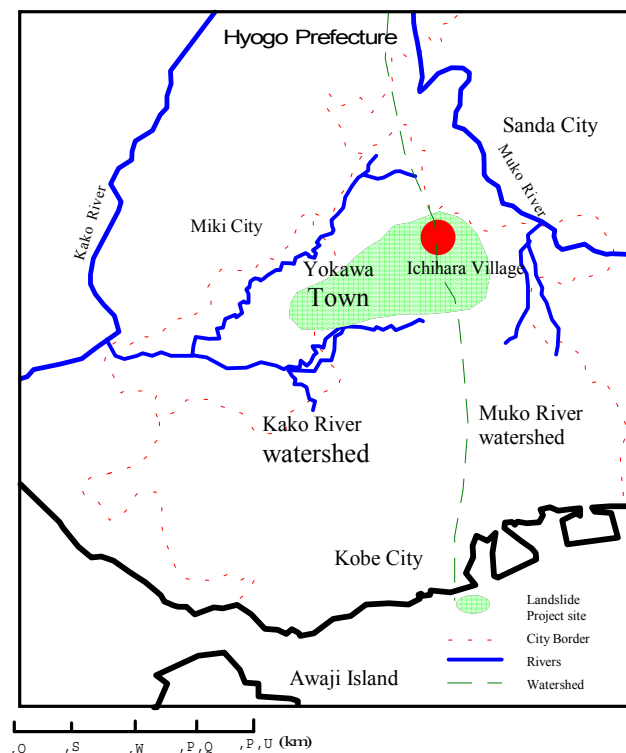 Hyogo Prefecture
Sanda City
Muko River
Kako River
Miki City
Yokawa
Town
Ichihara Village
Kako River
watershed
Muko River
watershed
Kobe City
Landslide
Project site
City Border
Rivers
Watershed
Awaji Island
,O ,S ,W ,P,Q ,P,U (km)